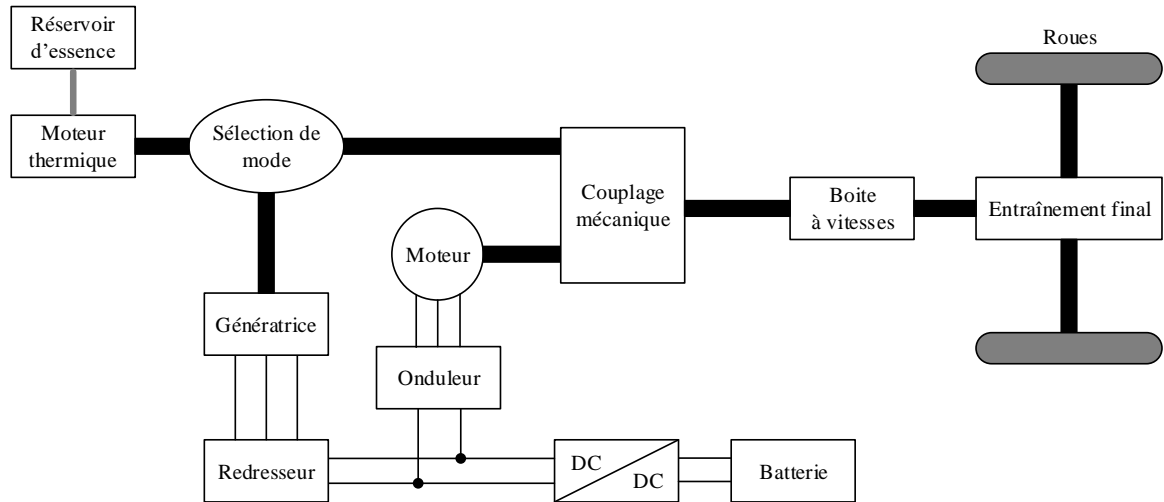 Réservoir
d’essence
Roues
Moteur
thermique
Sélection de
mode
Couplage
mécanique
Boite
à vitesses
Entraînement final
Moteur
Génératrice
Onduleur
Redresseur
DC
DC
Batterie